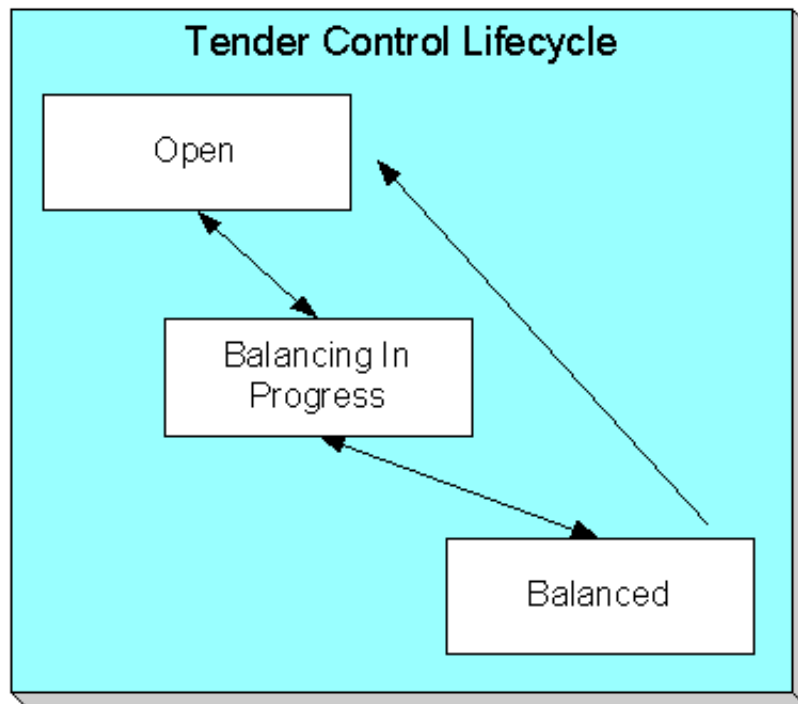 Tender Control Lifecycle
Open
Balancing In
Progress
Balanced